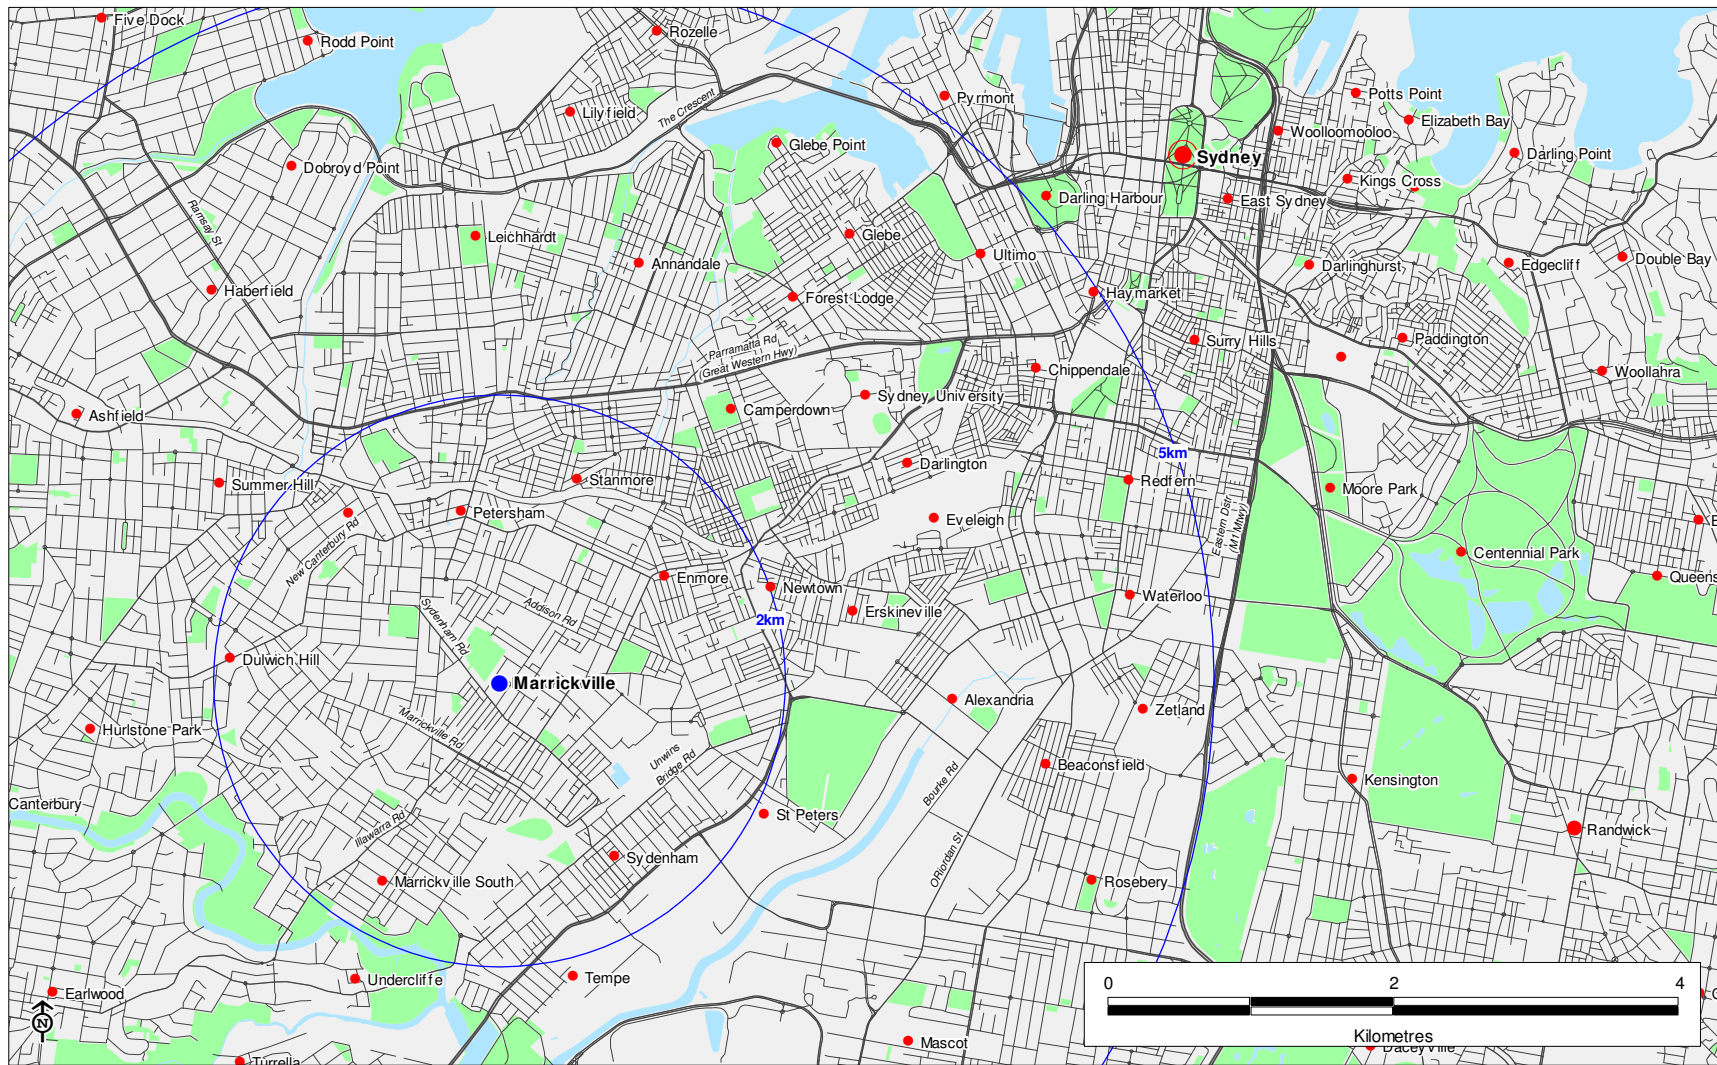 Five Dock
Rodd Point
Rozelle
Lilyfield
The Crescent
Pyrmont
Potts Point
Elizabeth Bay
Woolloomooloo
Glebe Point
Sydney
Darling Point
Dobroyd Point
Kings Cross
Darling Harbour
East Sydney
Ramsay St
Leichhardt
Glebe
Annandale
Ultimo
Darlinghurst
Edgecliff
Double Bay
Haberfield
Forest Lodge
Haymarket
Parramatta Rd
(Great Western Hwy)
Surry Hills
Paddington
Chippendale
Woollahra
Ashfield
Camperdown
Sydney University
5km
Darlington
Summer Hill
Stanmore
Redfern
Moore Park
Petersham
Eveleigh
Eastern Dstr
(M1 Mtwy)
New Canterbury Rd
Centennial Park
Enmore
Newtown
Queens
Waterloo
Erskineville
2km
Addison Rd
Sydenham Rd
Dulwich Hill
Marrickville
Alexandria
Zetland
Hurlstone Park
Marrickville Rd
Unwins
Bridge Rd
Beaconsfield
Bourke Rd
Kensington
Canterbury
St Peters
Illawarra Rd
Randwick
Sydenham
ORiordan St
Marrickville South
Rosebery
Undercliffe
Tempe
Earlwood
0 2 4
Kilometres
N
Mascot
Daceyville
Turrella